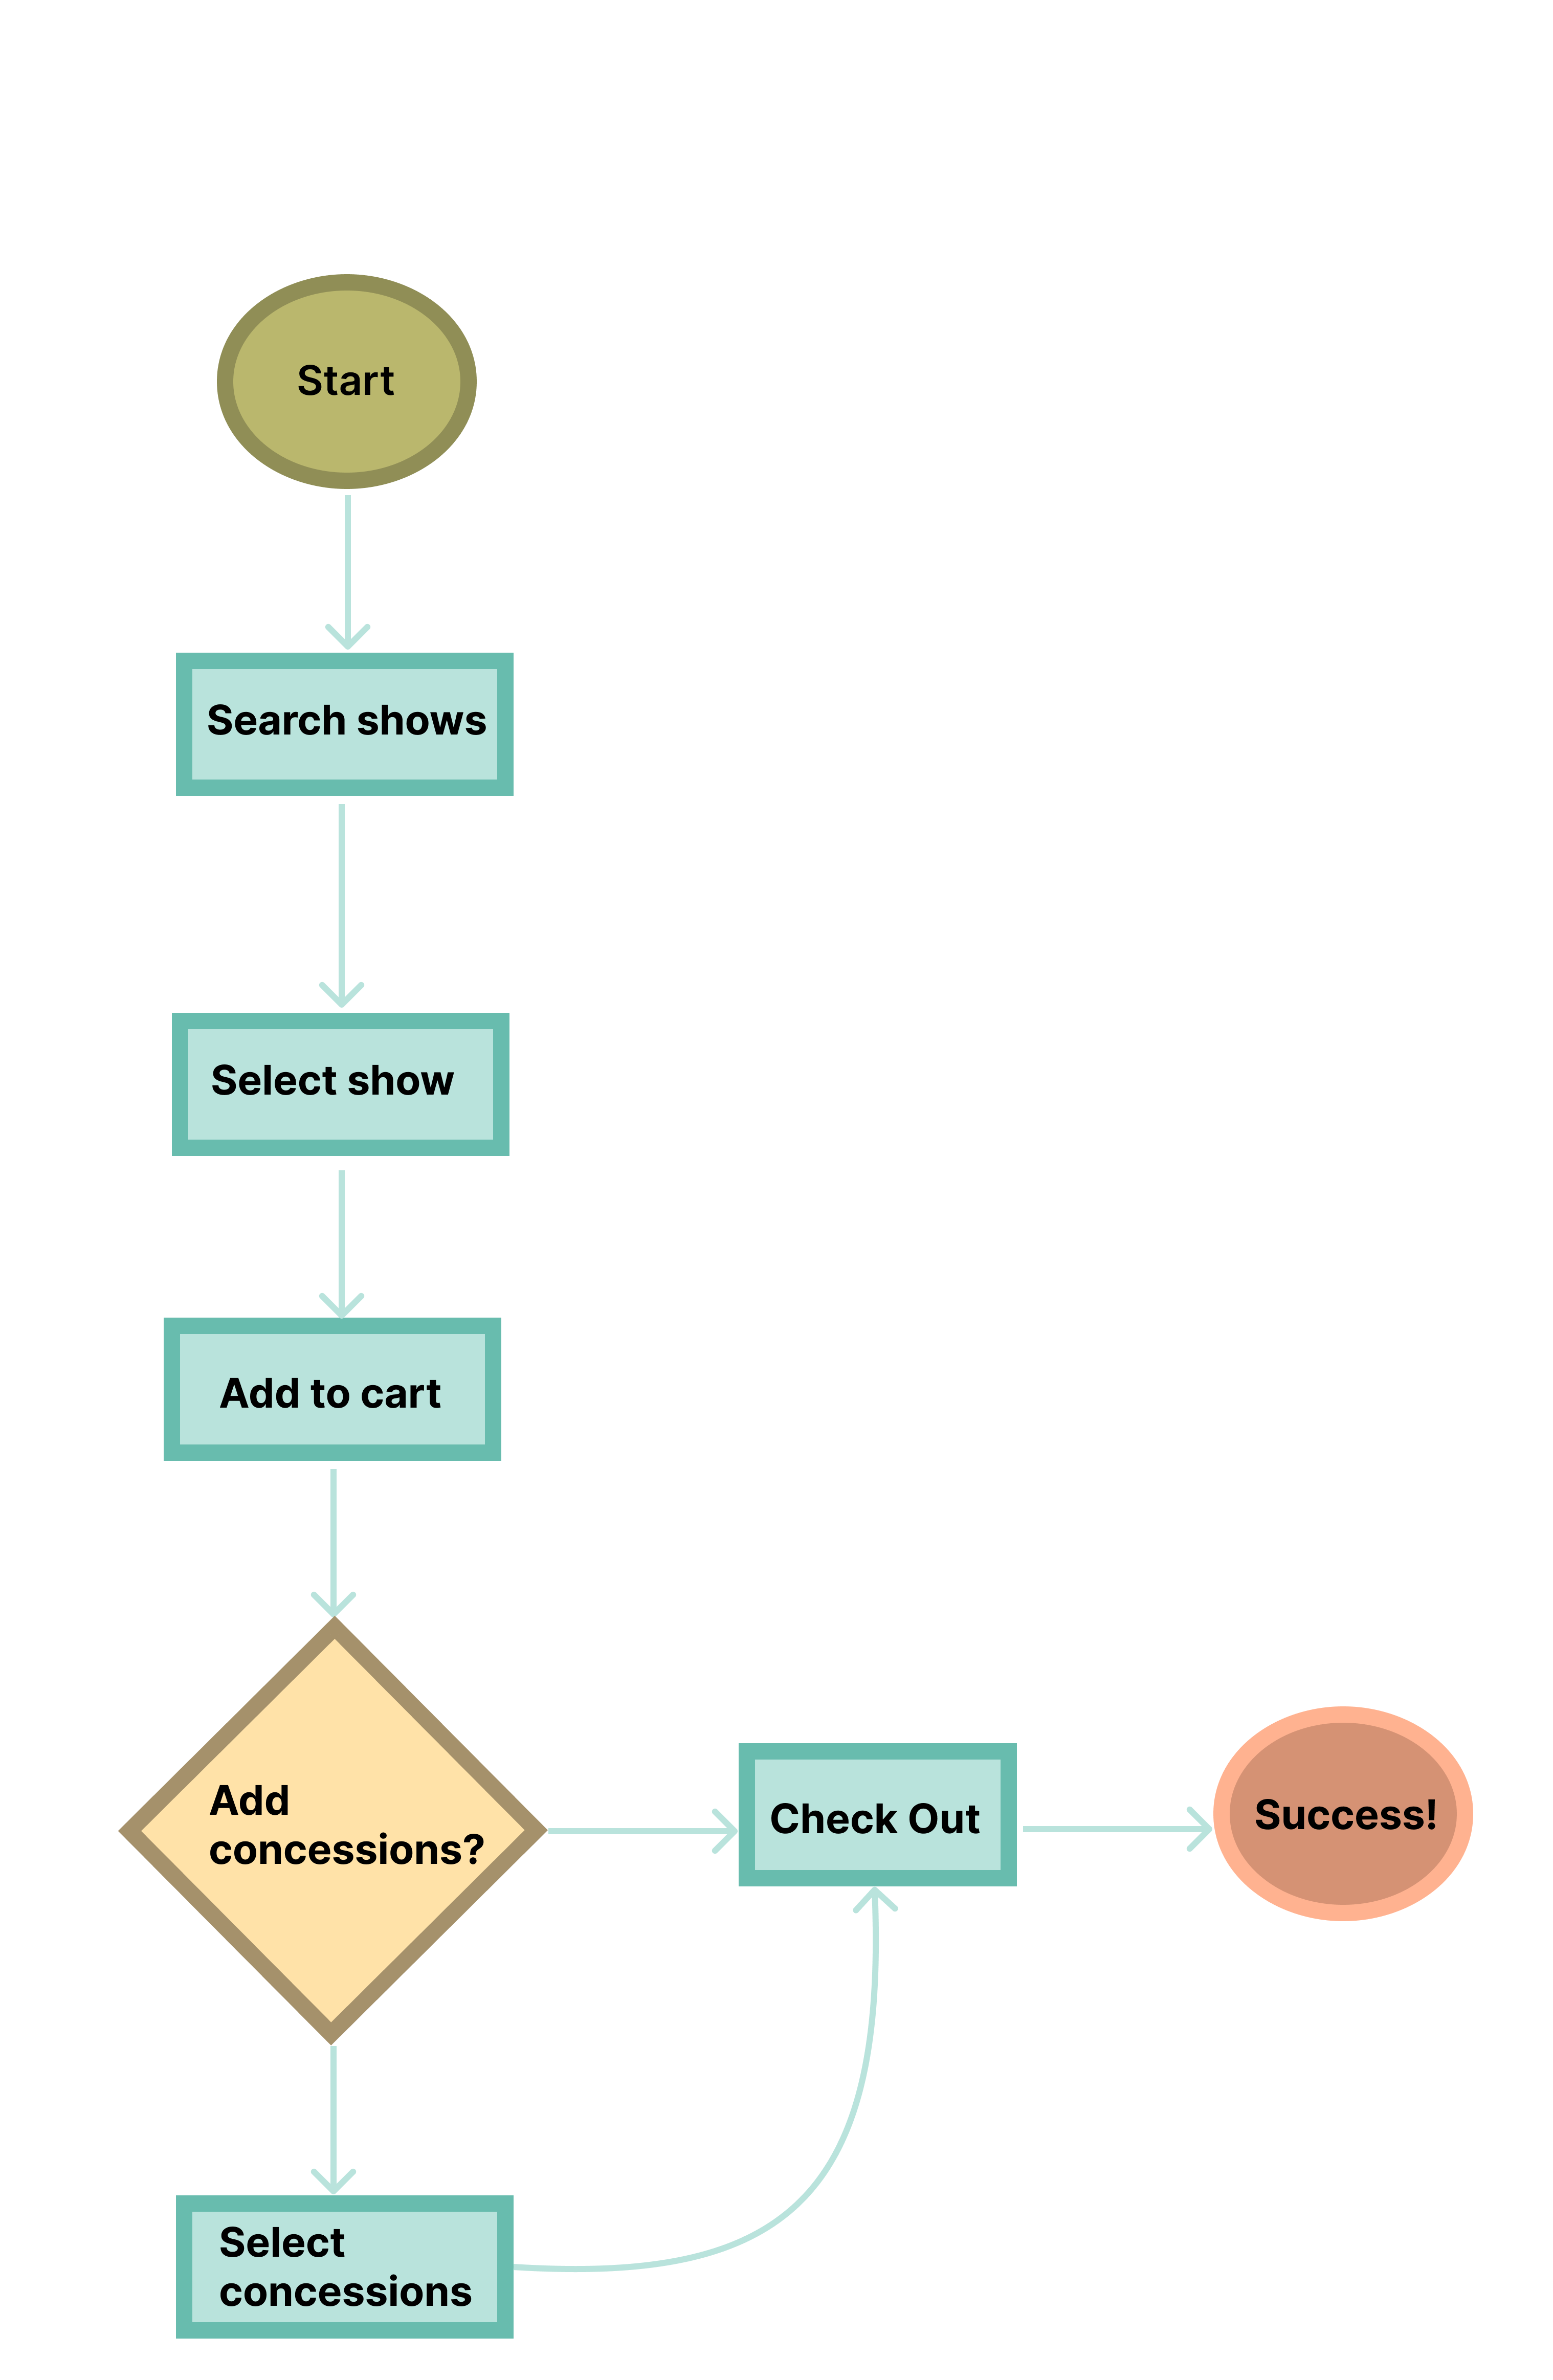 Start
Search shows
Select show
Add to cart
Add
concessions?
Check Out
Success!
Select
concessions